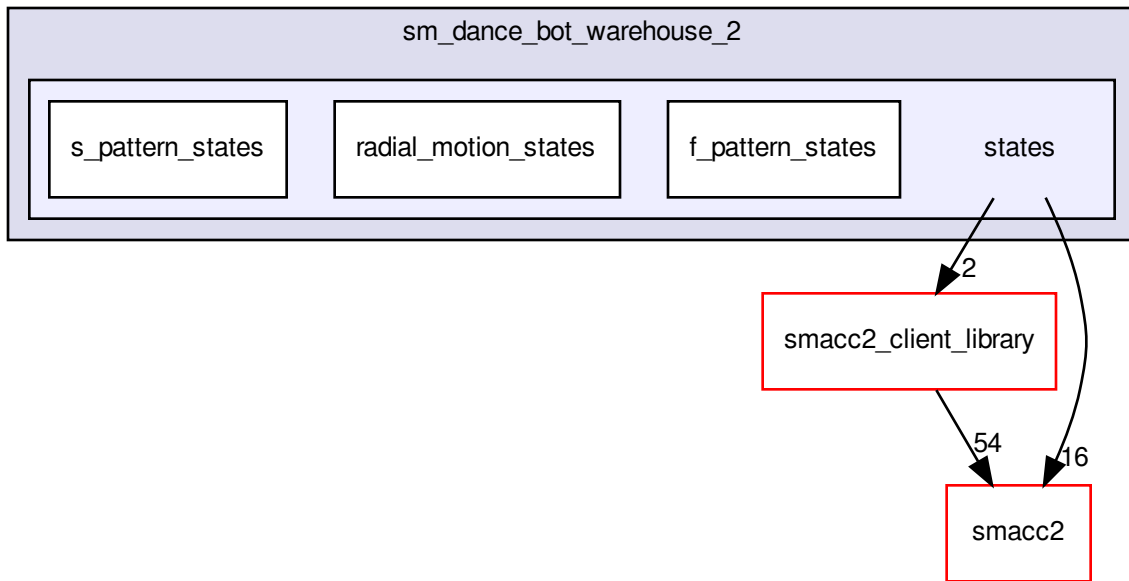 sm_dance_bot_warehouse_2
s_pattern_states
radial_motion_states
f_pattern_states
states
2
smacc2_client_library
54
16
smacc2